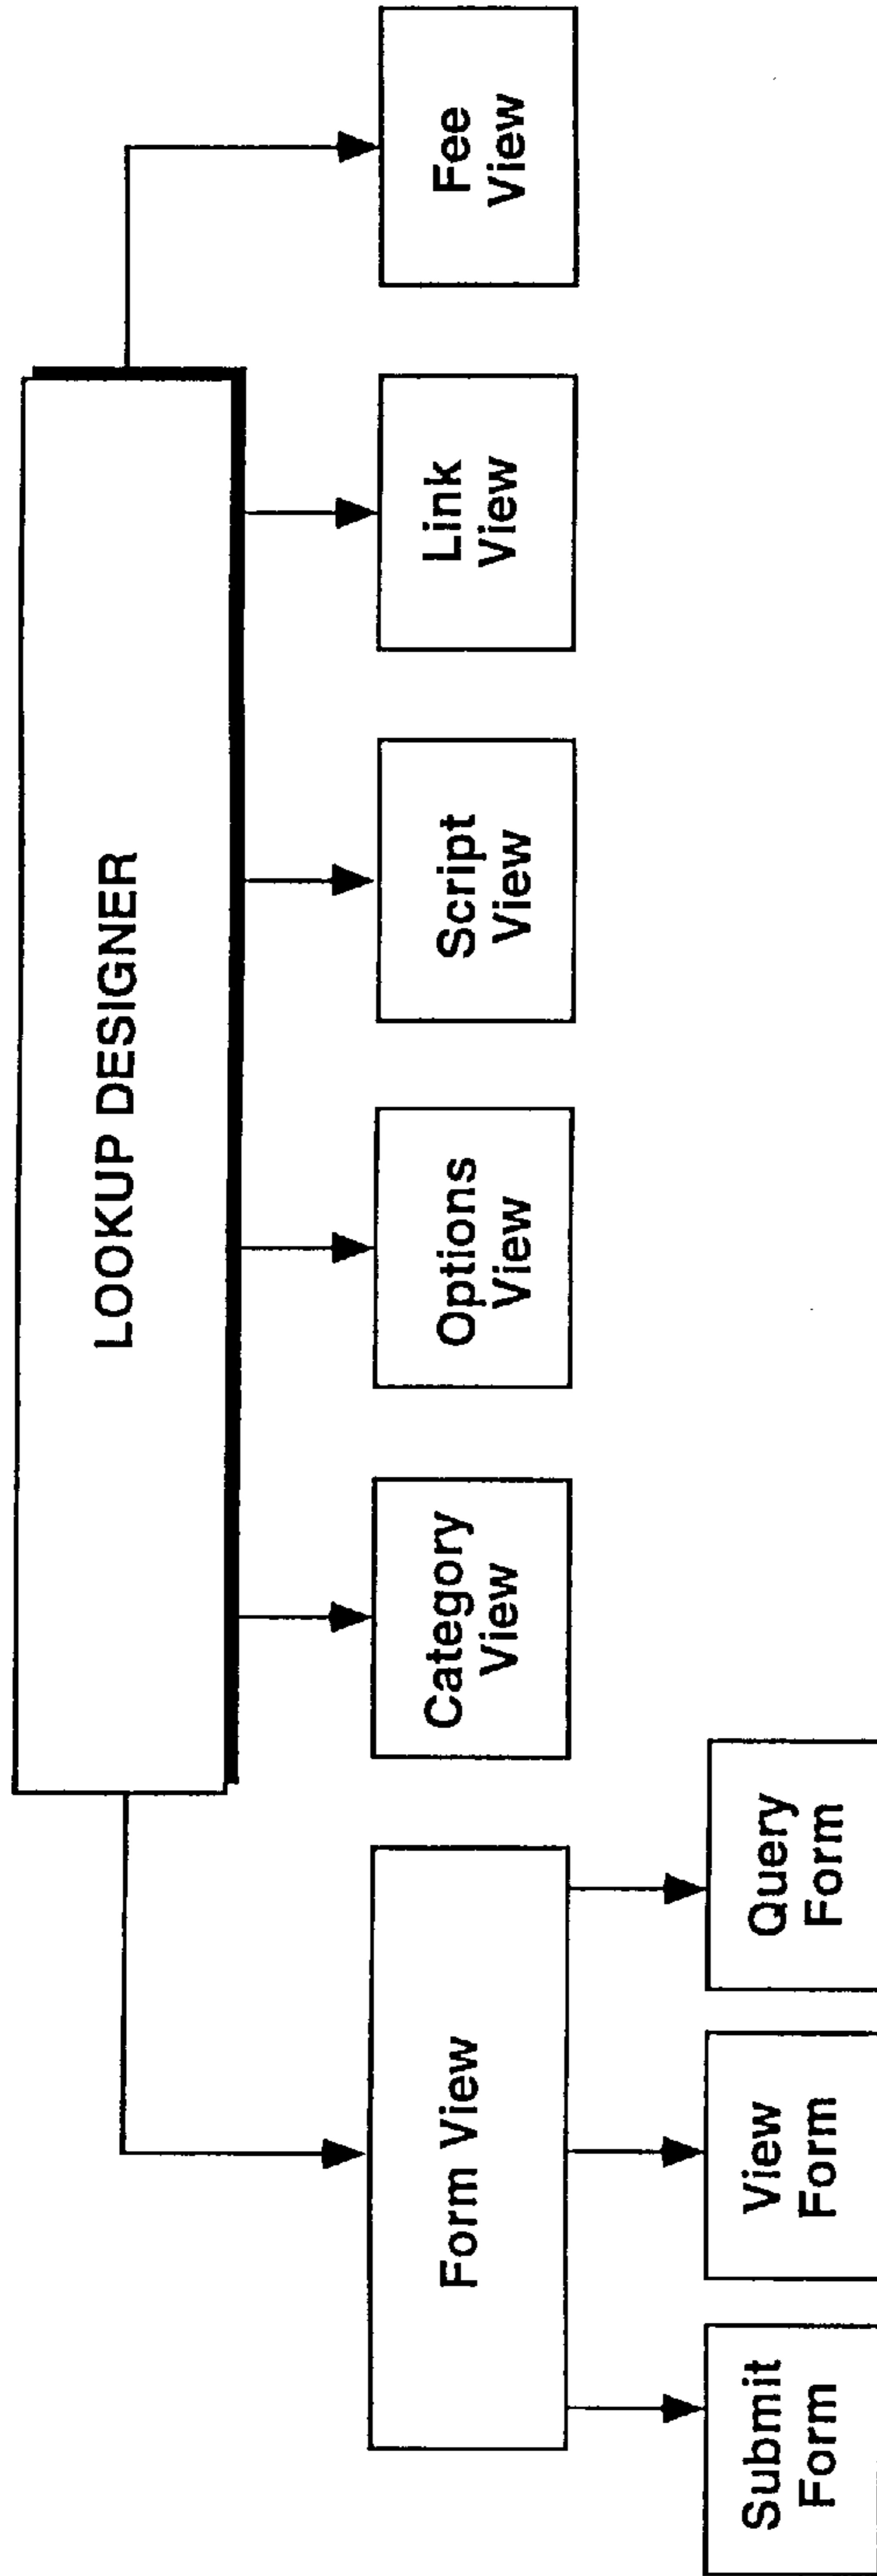 LOOKUP DESIGNER
Form View
Category
View
Options
View
Script
View
Link
View
Fee
View
Submit
Form
View
Form
Query
Form